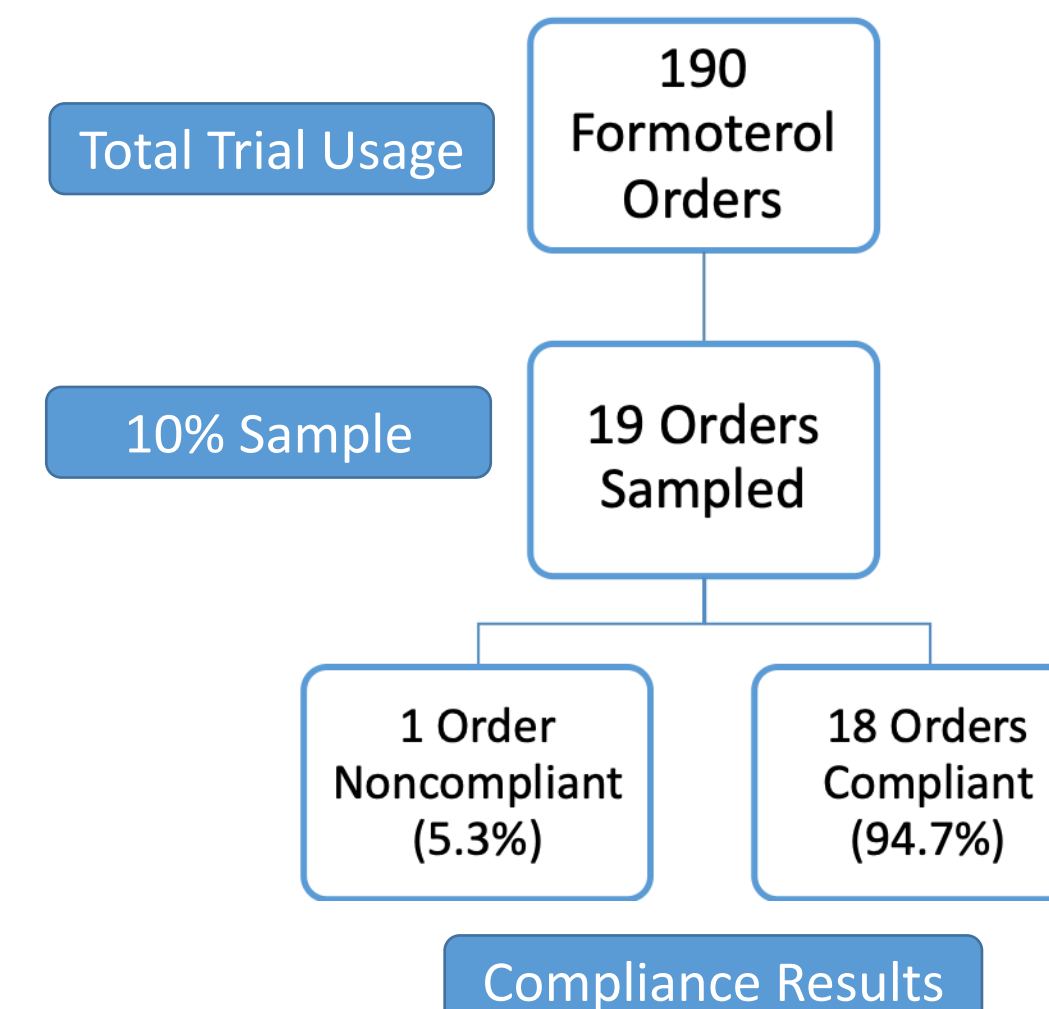 190
Formoterol
Orders
Total Trial Usage
10% Sample
19 Orders
Sampled
1 Order
Noncompliant
(5.3%)
18 Orders
Compliant
(94.7%)
Compliance Results